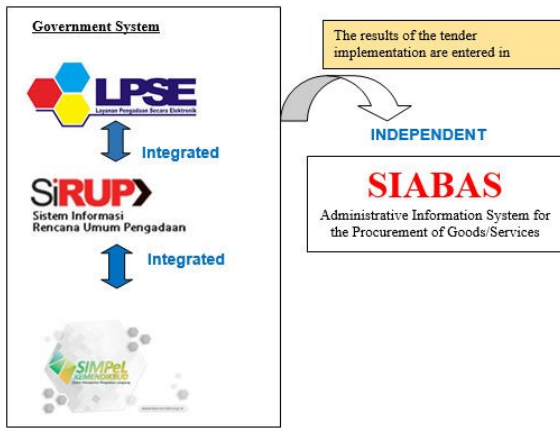 Government System
LPSE
Layanan Pengadaan Secara Elektronik
Integrated
SiRUP
Sistem Informasi
Rencana Umum Pengadaan
Integrated
SIMPeL
KEMENDIKBUD
The results of the tender
implementation are entered in
INDEPENDENT
SIABAS
Administrative Information System for
the Procurement of Goods/Services